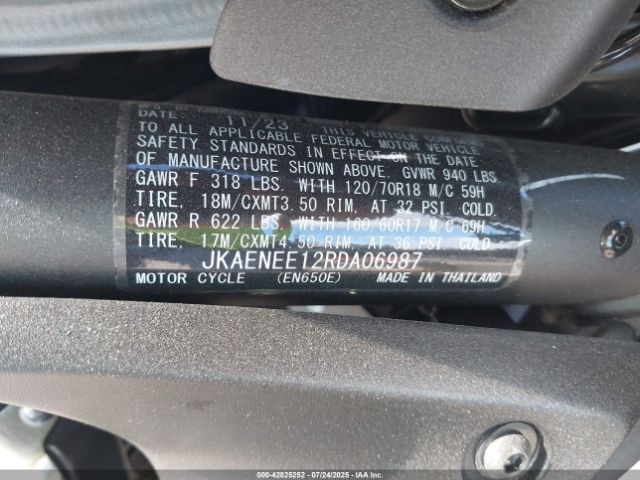 DATE 11/23 THIS VEHICLE
TO ALL APPLICABLE FEDERAL MOTOR VEHICLE
SAFETY STANDARDS IN EFFECT ON THE DATE
OF MANUFACTURE SHOWN ABOVE. GVWR 940 LBS.
GAWR F 318 LBS. WITH 120/70R18 M/C 59H
TIRE, 18M/CXMT3.50 RIM, AT 32 PSI. COLD
GAWR R 622 LBS. WITH 160/60R17 M/C 69H
TIRE, 17M/CXMT4.50 RIM, AT 36 PSI. COLD
JKAENEE12RDA06987
MOTOR CYCLE (EN650E) MADE IN THAILAND
000-42825252 - 07/24/2025 - IAAI.COM